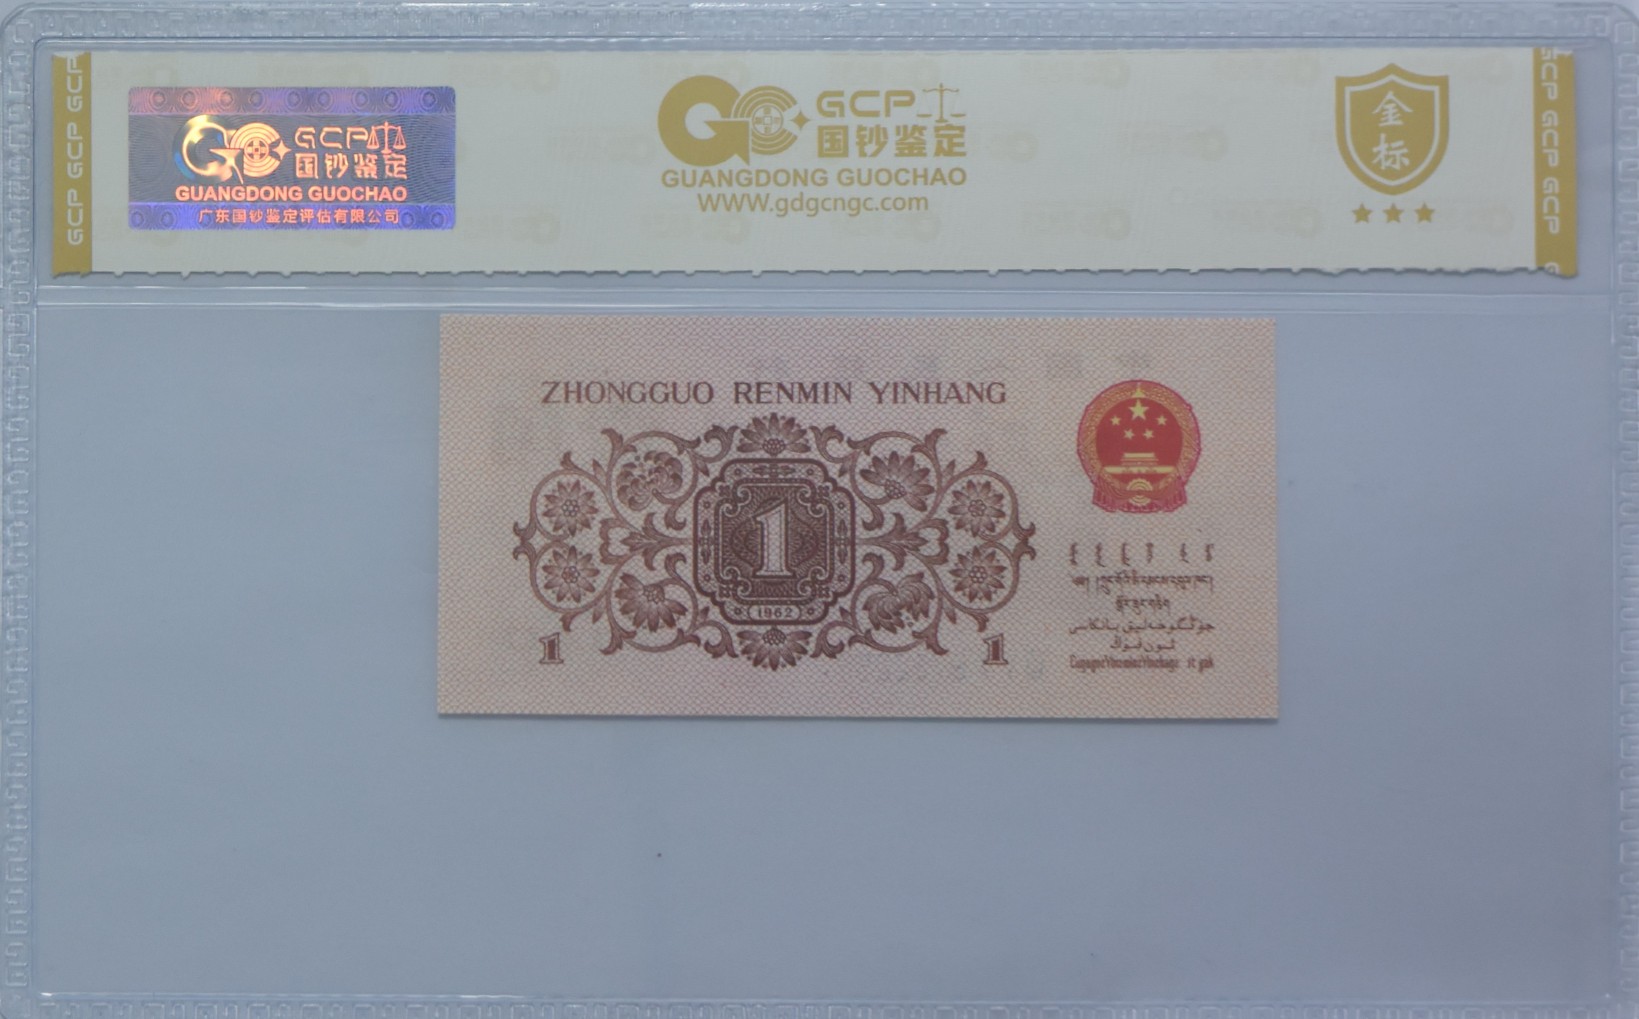 GCP GCP GCP
GCP
国钞鉴定
GUANGDONG GUOCHAO
广东国钞鉴定评估有限公司
GCP
国钞鉴定
GUANGDONG GUOCHAO
www.gdgcngc.com
金
标
GCP GCP GCP
ZHONGGUO RENMIN YINHANG
1
(1962)
1
1